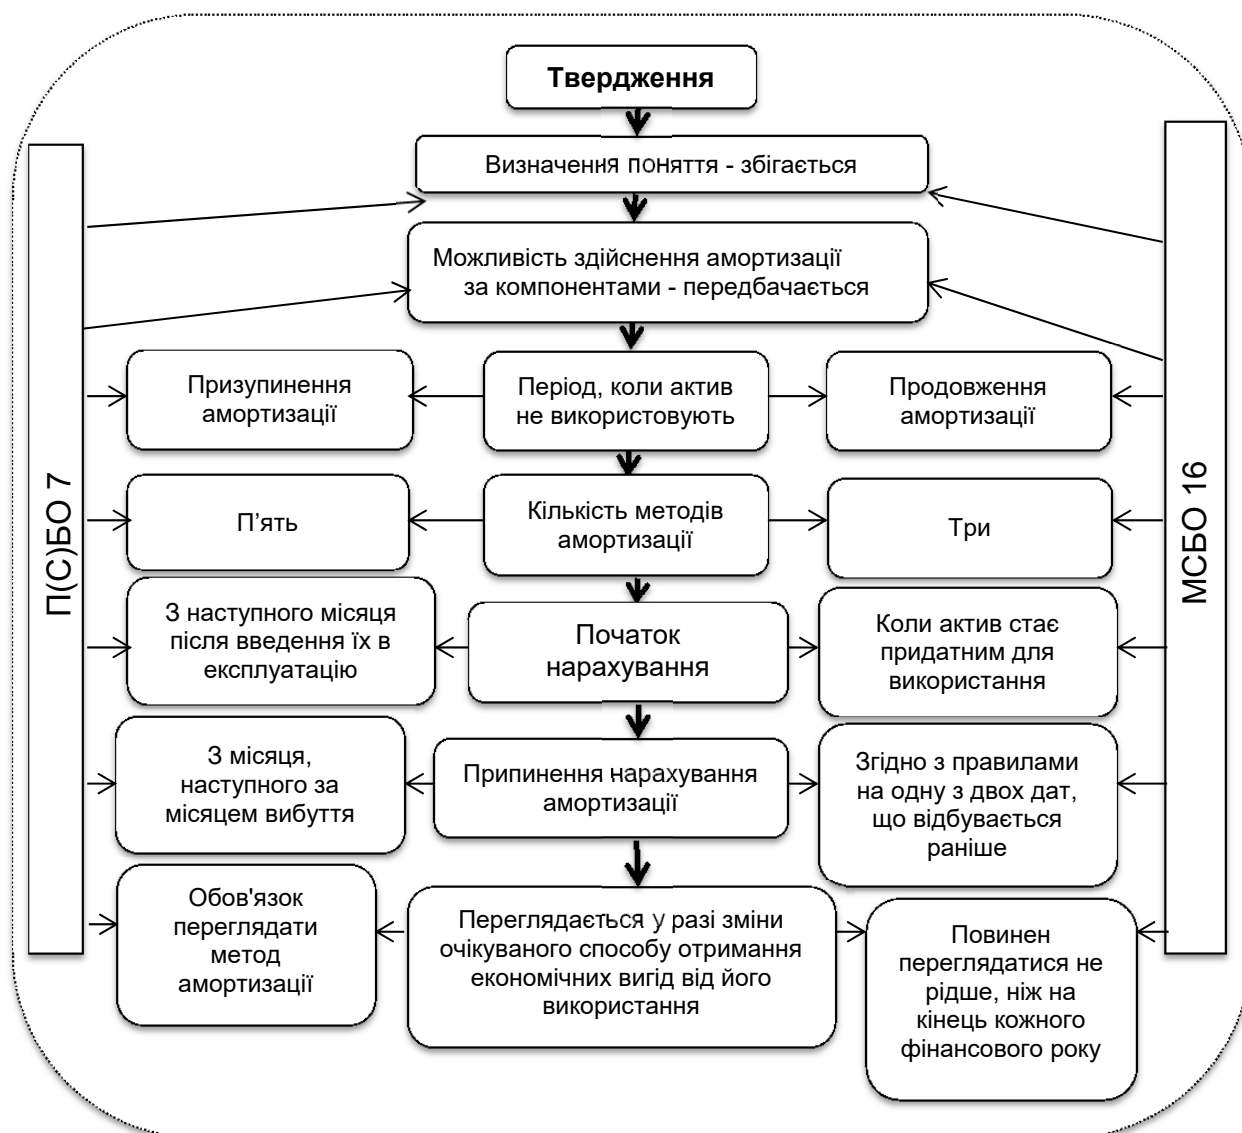 Твердження
Визначення поняття - збігається
Можливість здійснення амортизації
за компонентами - передбачається
П(С)БО 7
МСБО 16
Призупинення
амортизації
Період, коли актив
не використовують
Продовження
амортизації
П’ять
Кількість методів
амортизації
Три
З наступного місяця
після введення їх в
експлуатацію
Початок
нарахування
Коли актив стає
придатним для
використання
З місяця,
наступного за
місяцем вибуття
Припинення нарахування
амортизації
Згідно з правилами
на одну з двох дат,
що відбувається
раніше
Обов'язок
переглядати
метод
амортизації
Переглядається у разі зміни
очікуваного способу отримання
економічних вигід від його
використання
Повинен
переглядатися не
рідше, ніж на
кінець кожного
фінансового року